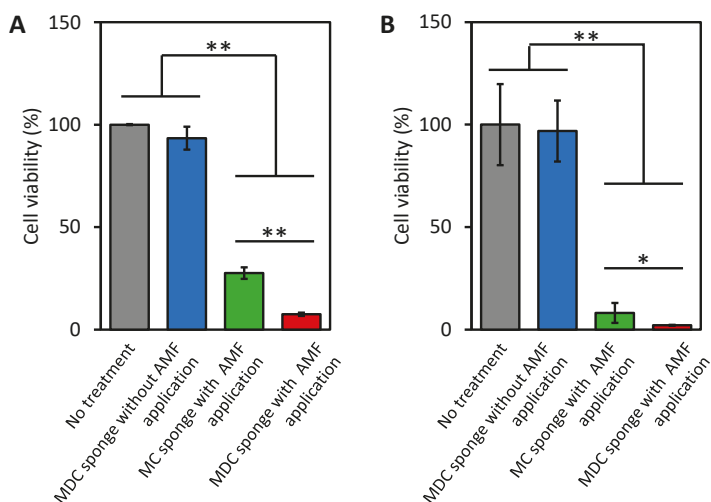 A
Cell viability (%)
150
100
50
0
**
**
No treatment
MDC sponge without AMF
application
MC sponge with AMF
application
MDC sponge with AMF
application
B
Cell viability (%)
150
100
50
0
**
*
No treatment
MDC sponge without AMF
application
MC sponge with AMF
application
MDC sponge with AMF
application